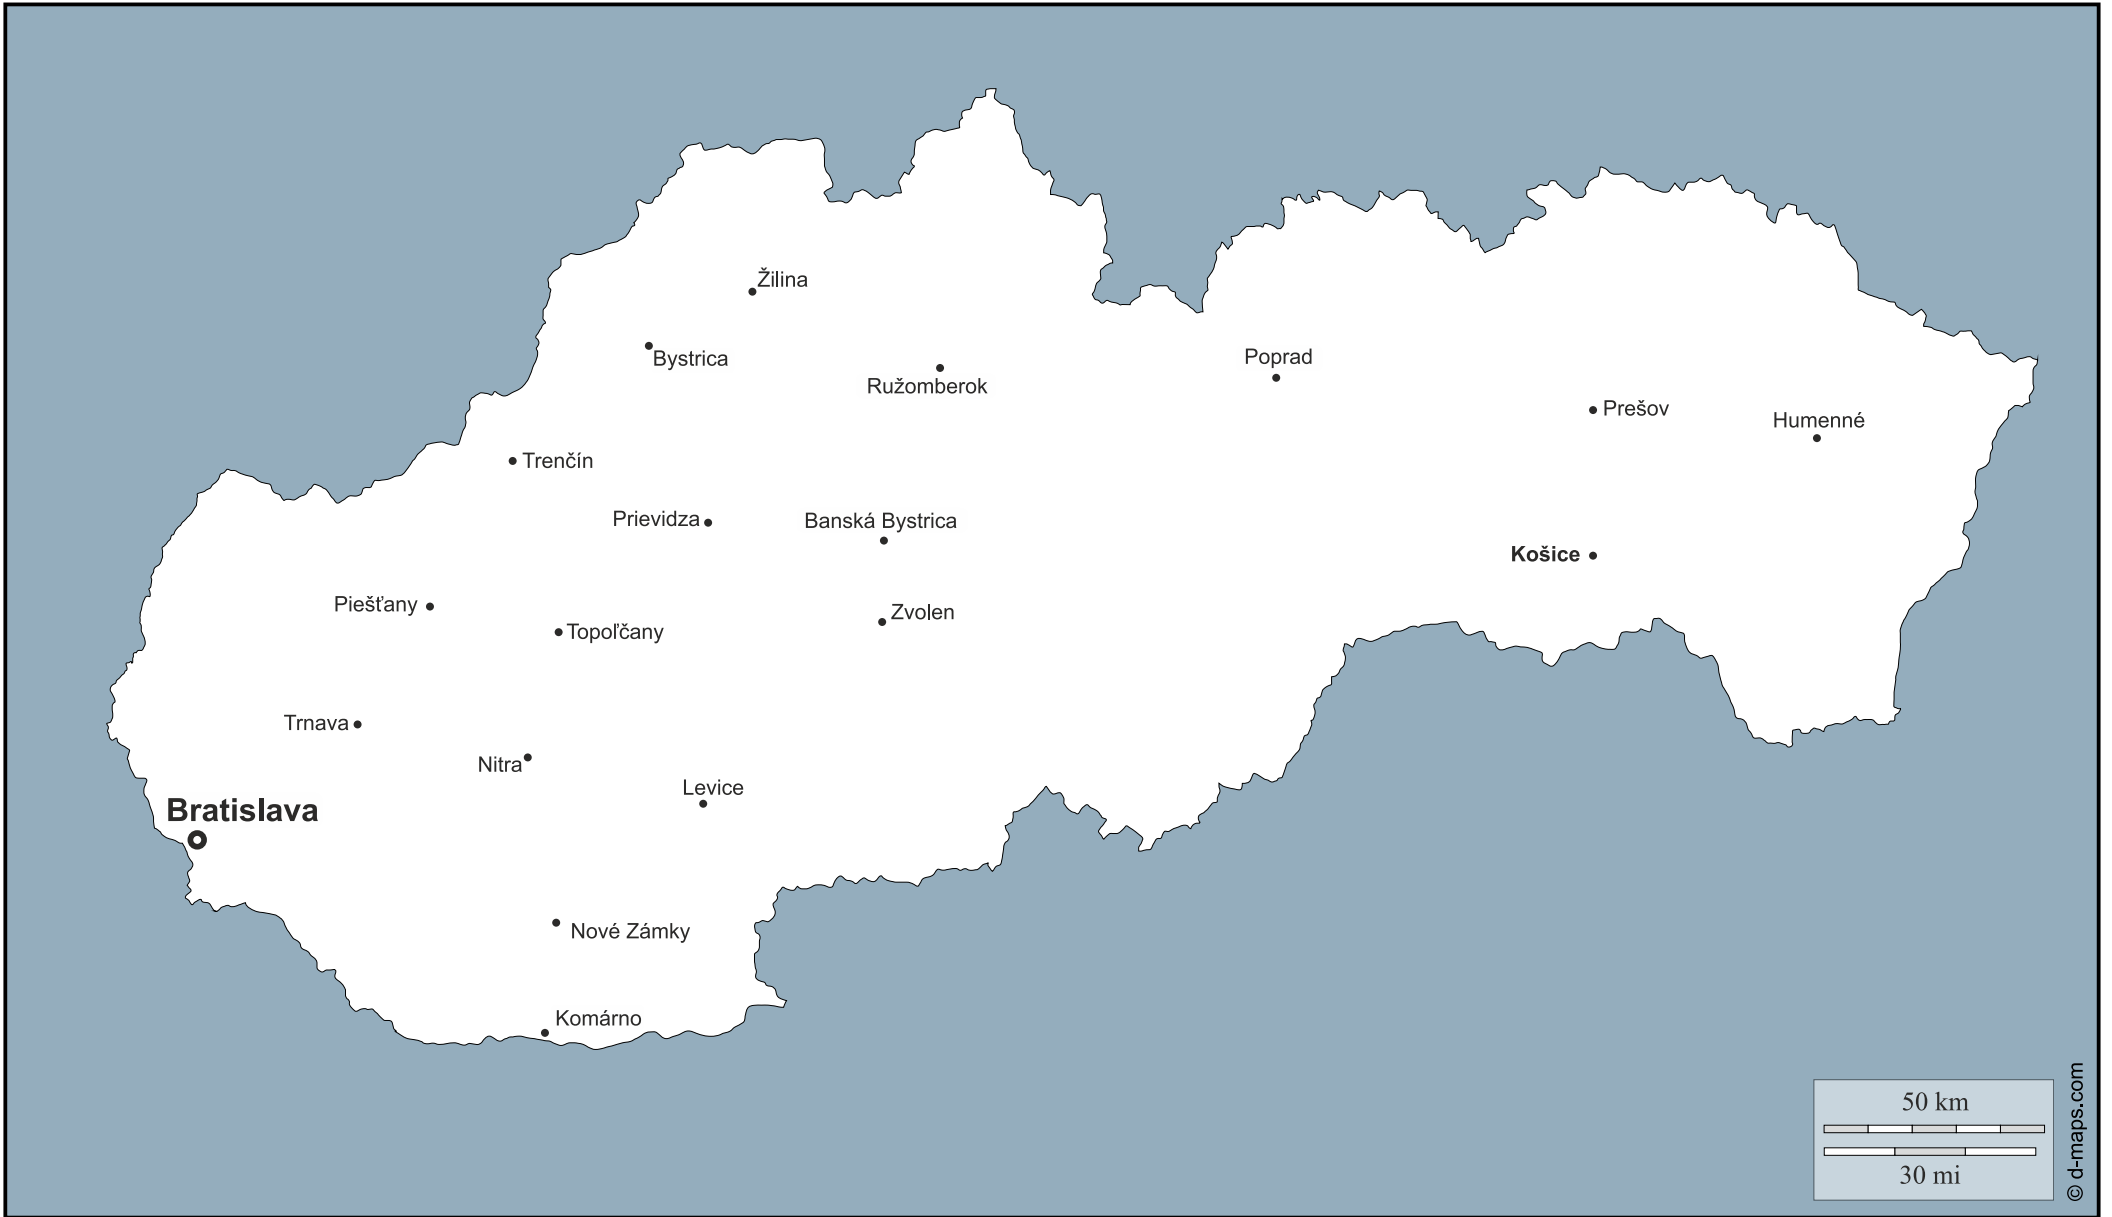 Žilina
Bystrica
Ružomberok
Poprad
Prešov
Humenné
Trenčín
Prievidza
Banská Bystrica
Košice
Piešťany
Topoľčany
Zvolen
Trnava
Nitra
Levice
Bratislava
Nové Zámky
Komárno
50 km
30 mi
© d-maps.com